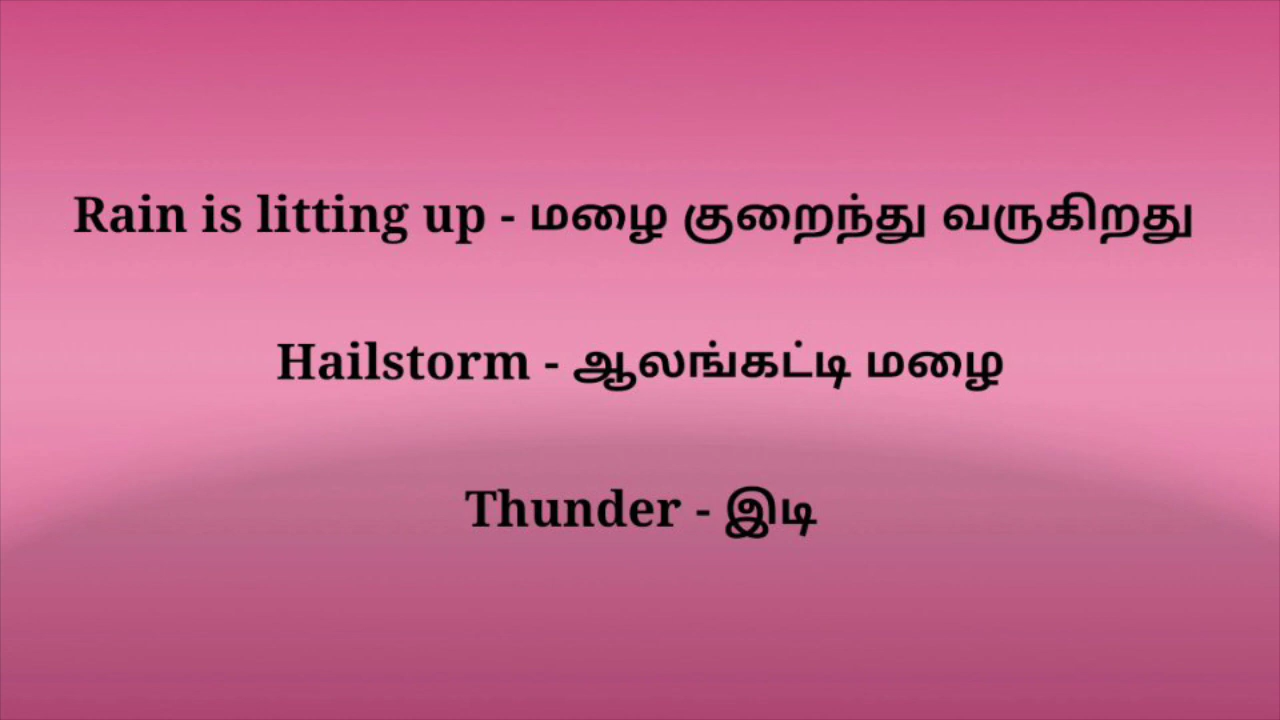 Rain is litting up - மழை குறைந்து வருகிறது
Hailstorm - ஆலங்கட்டி மழை
Thunder - இடி